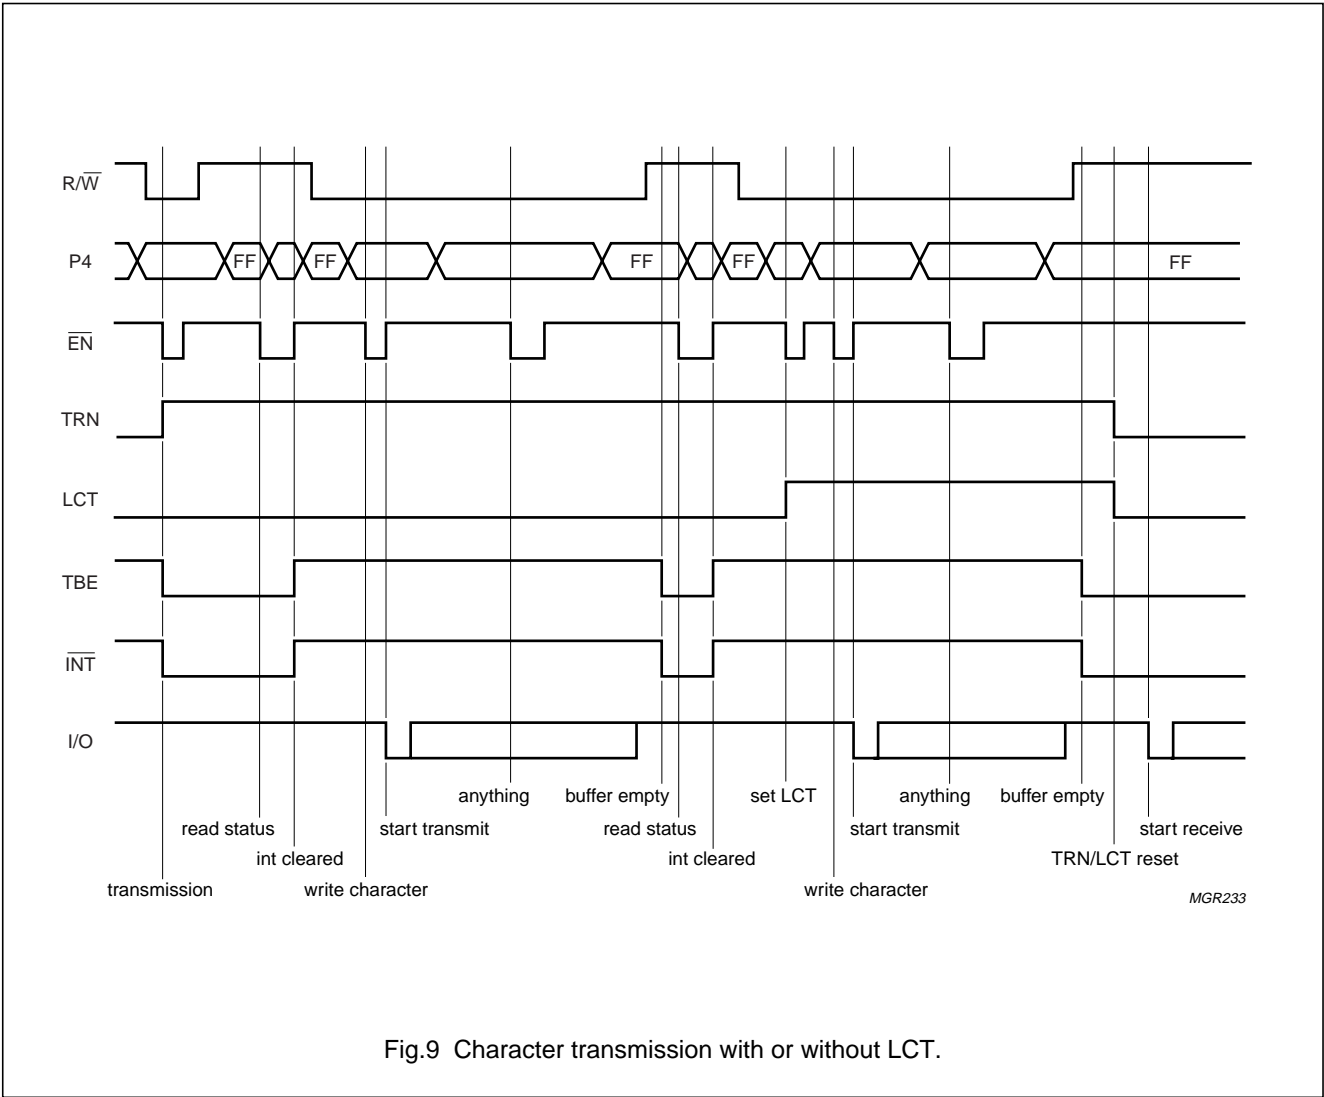 R/W̅
P4 FF FF FF FF FF
E̅N̅
TRN
LCT
TBE
I̅N̅T̅
I/O
anything buffer empty set LCT anything buffer empty
read status start transmit read status start transmit start receive
int cleared int cleared TRN/LCT reset
transmission write character write character
MGR233
Fig.9 Character transmission with or without LCT.